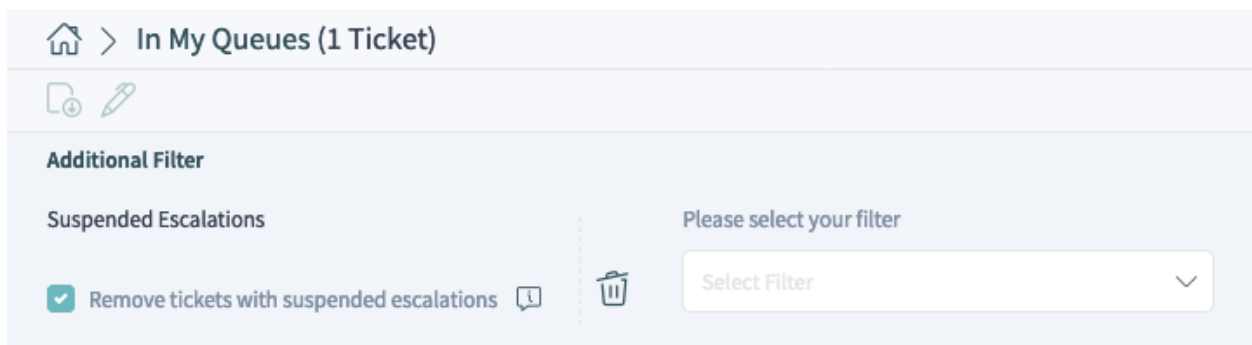 In My Queues (1 Ticket)
Additional Filter
Suspended Escalations
Please select your filter
Remove tickets with suspended escalations
Select Filter